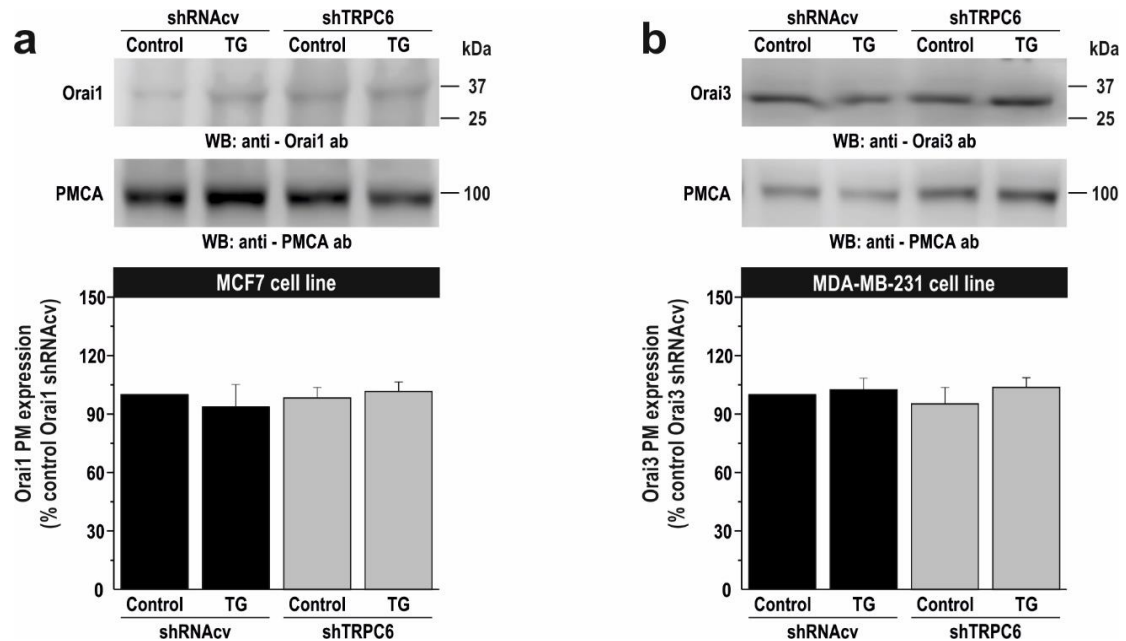 a
shRNAcv shTRPC6
Control TG Control TG kDa
Orai1
37
25
WB: anti - Orai1 ab
PMCA
100
WB: anti - PMCA ab
MCF7 cell line
Orai1 PM expression
(% control Orai1 shRNAcv)
150
120
90
60
30
0
Control TG Control TG
shRNAcv shTRPC6
b
shRNAcv shTRPC6
Control TG Control TG kDa
Orai3
37
25
WB: anti - Orai3 ab
PMCA
100
WB: anti - PMCA ab
MDA-MB-231 cell line
Orai3 PM expression
(% control Orai3 shRNAcv)
150
120
90
60
30
0
Control TG Control TG
shRNAcv shTRPC6